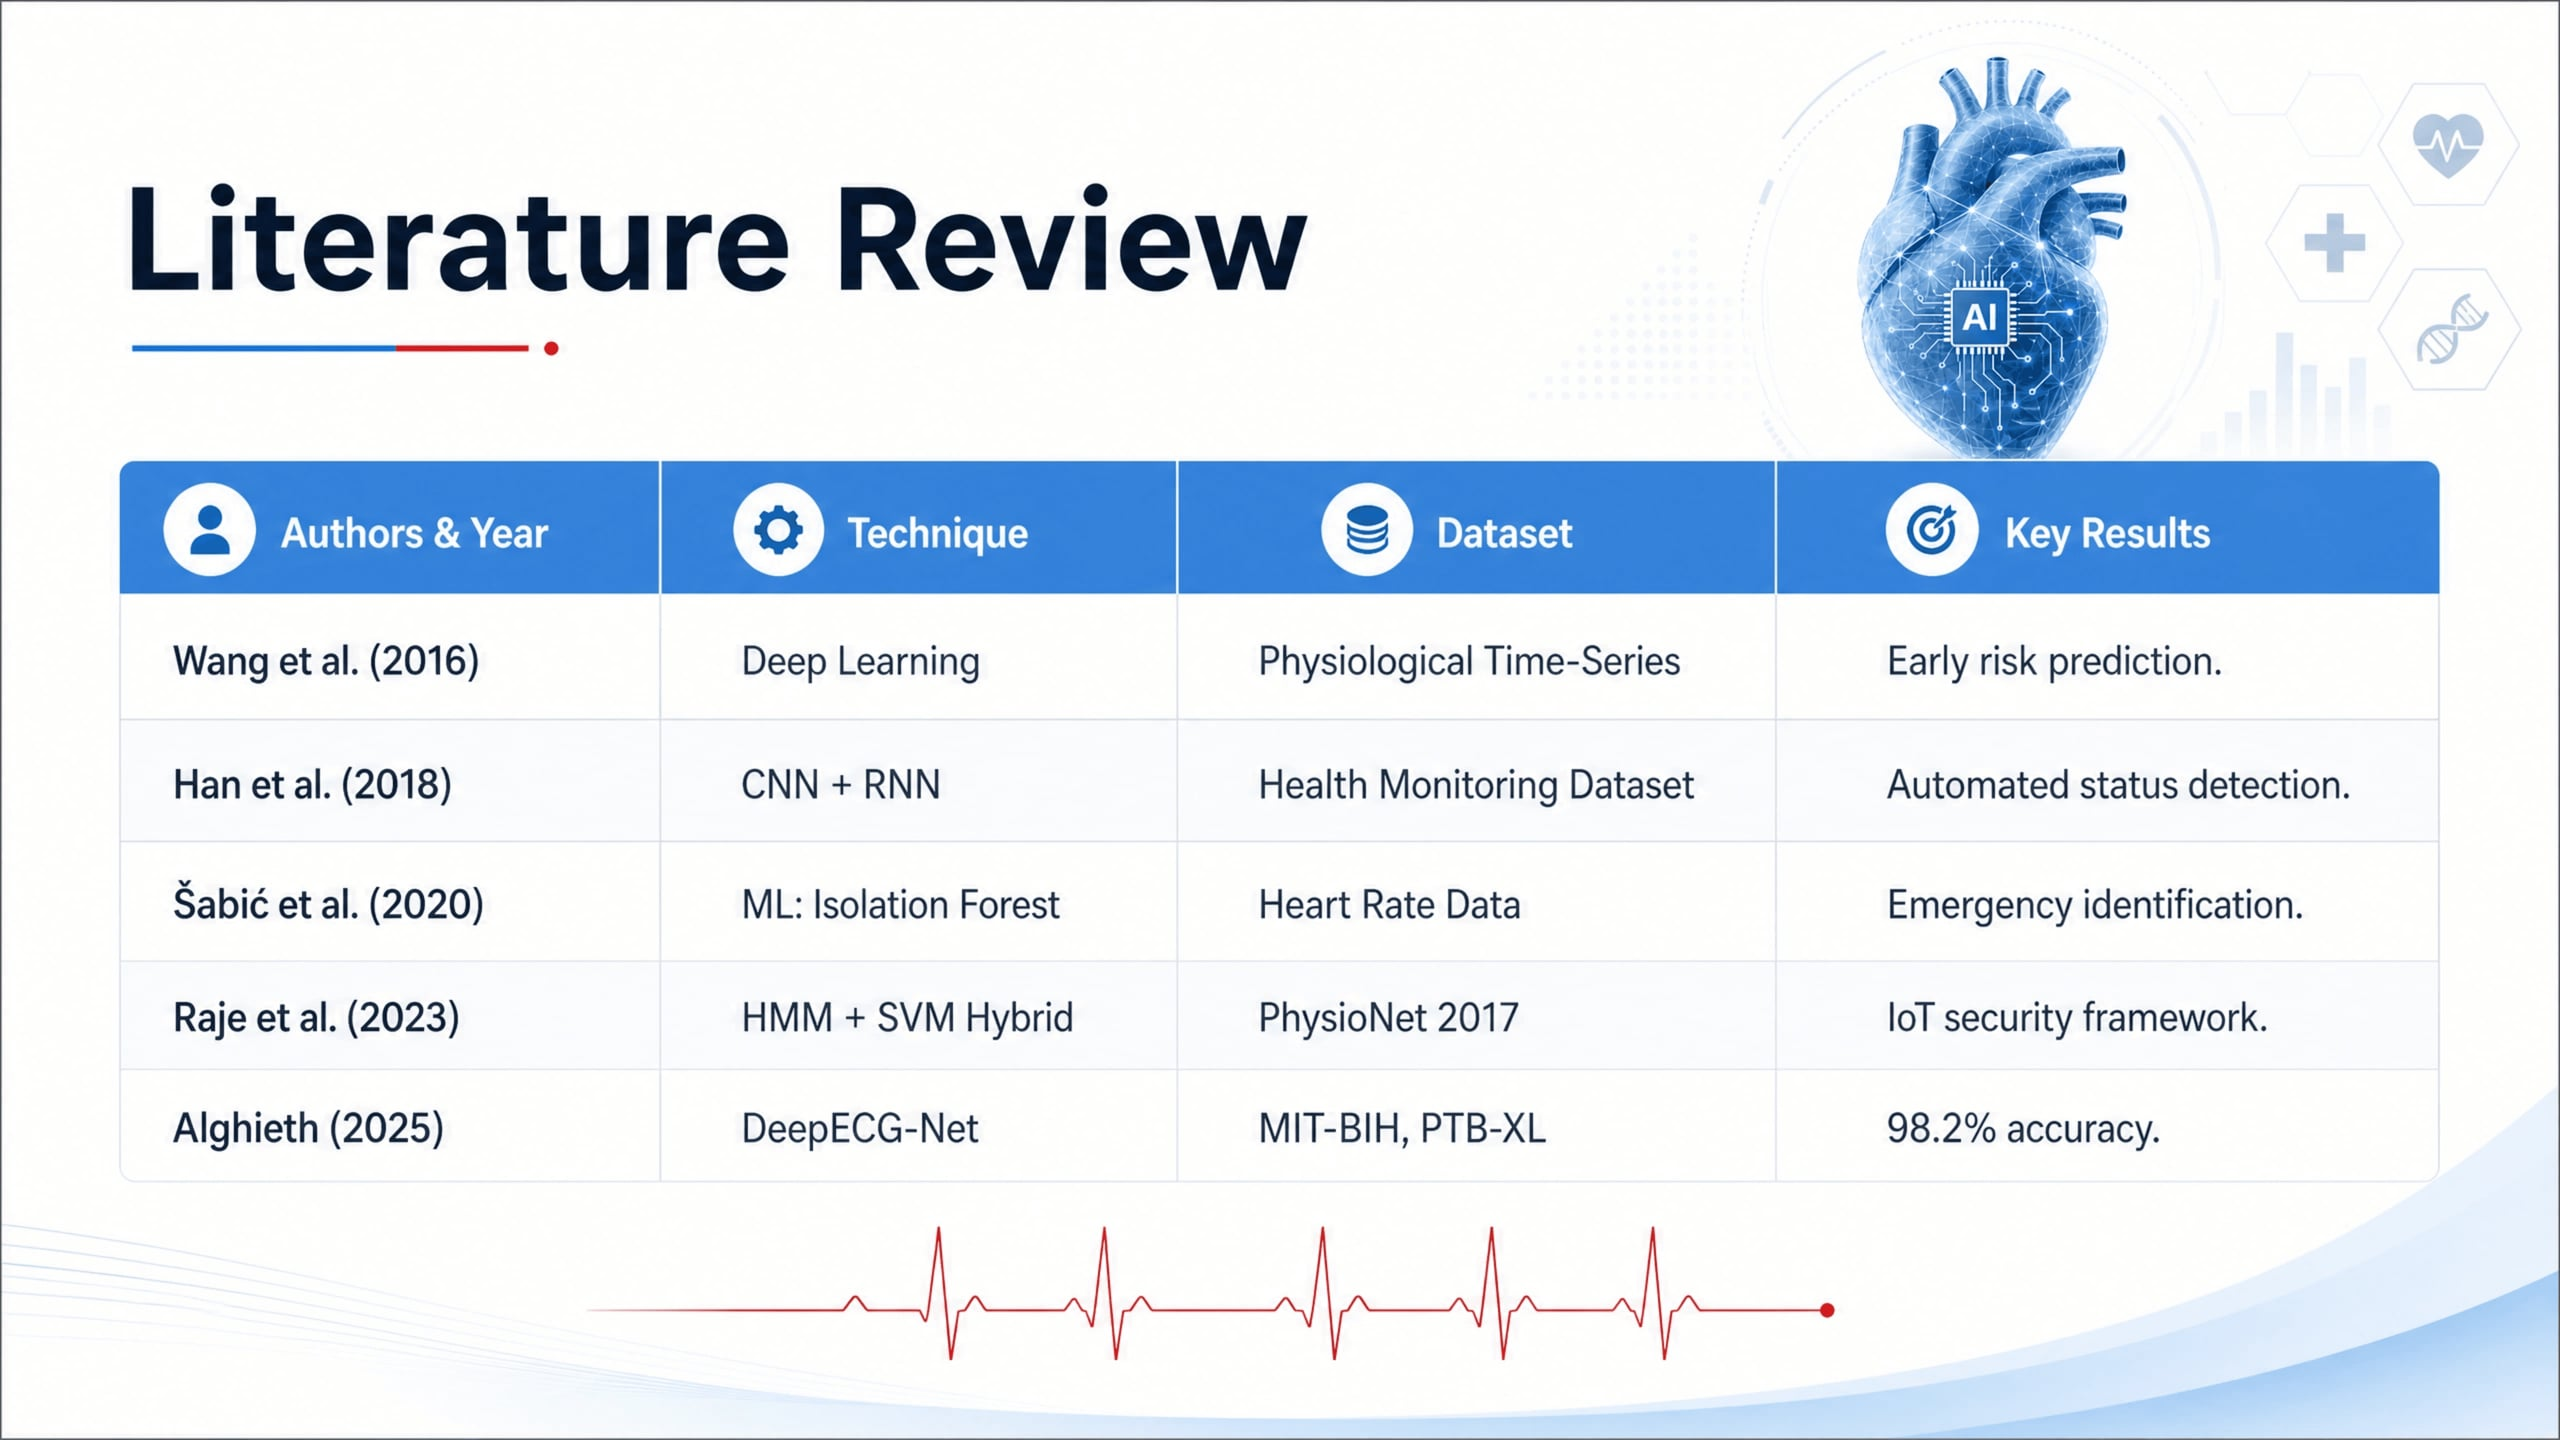 Literature Review
AI
Authors & Year Technique Dataset Key Results
Wang et al. (2016) Deep Learning Physiological Time-Series Early risk prediction.
Han et al. (2018) CNN + RNN Health Monitoring Dataset Automated status detection.
Šabić et al. (2020) ML: Isolation Forest Heart Rate Data Emergency identification.
Raje et al. (2023) HMM + SVM Hybrid PhysioNet 2017 IoT security framework.
Alghieth (2025) DeepECG-Net MIT-BIH, PTB-XL 98.2% accuracy.